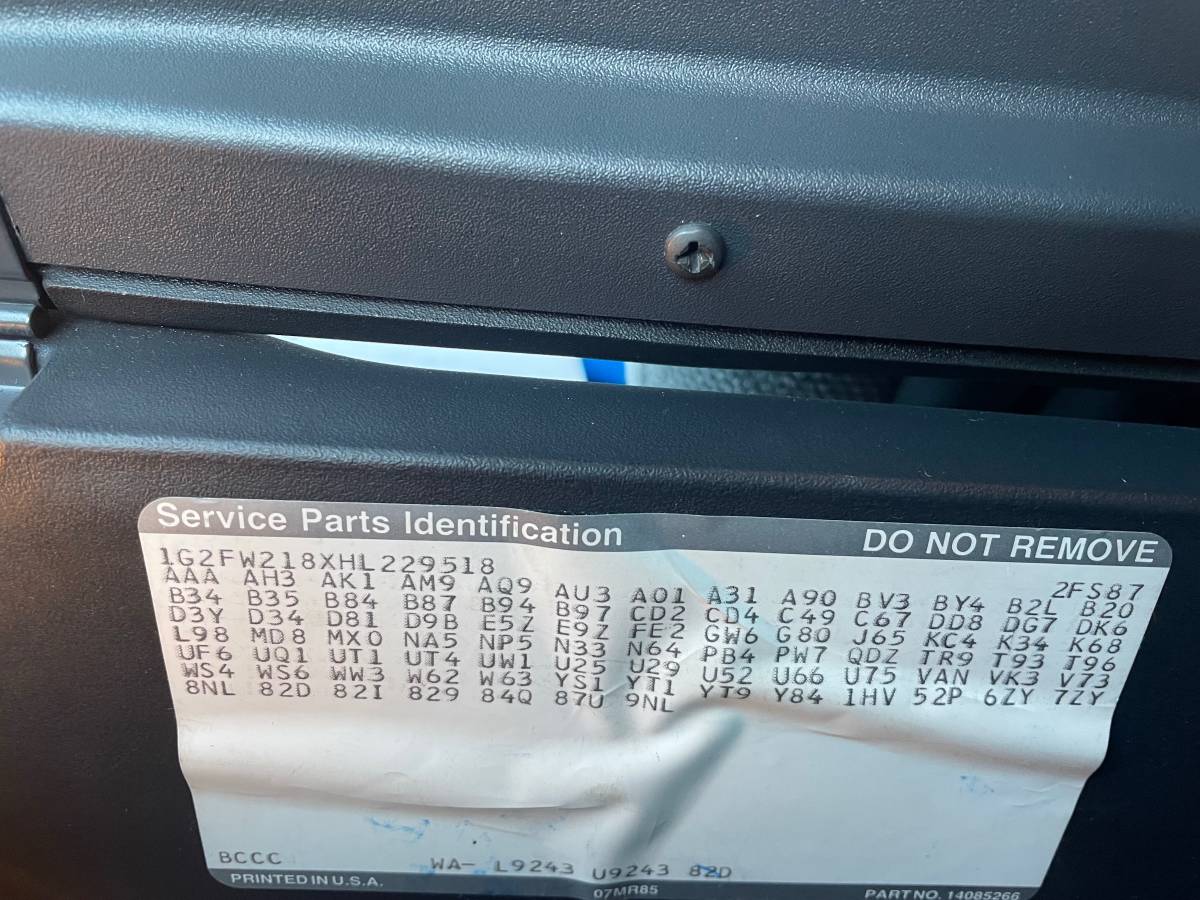 Service Parts Identification DO NOT REMOVE
1G2FW218XHL229518 2FS87
AAA AH3 AK1 AM9 AQ9 AU3 A01 A31 A90 BV3 BY4 B2L B20
B34 B35 B84 B87 B94 B97 CD2 CD4 C49 C67 DD8 DG7 DK6
D3Y D34 D81 D9B E5Z E9Z FE2 GW6 G80 J65 KC4 K34 K68
L98 MD8 MX0 NA5 NP5 N33 N64 PB4 PW7 QDZ TR9 T93 T96
UF6 UQ1 UT1 UT4 UW1 U25 U29 U52 U66 U75 VAN VK3 V73
WS4 WS6 WW3 W62 W63 YS1 YT1 YT9 Y84 1HV 52P 6ZY 7ZY
8NL 82D 82I 829 84Q 87U 9NL
BCCC WA- L9243 U9243 82D
PRINTED IN U.S.A. 07MR85 PART NO. 14085266